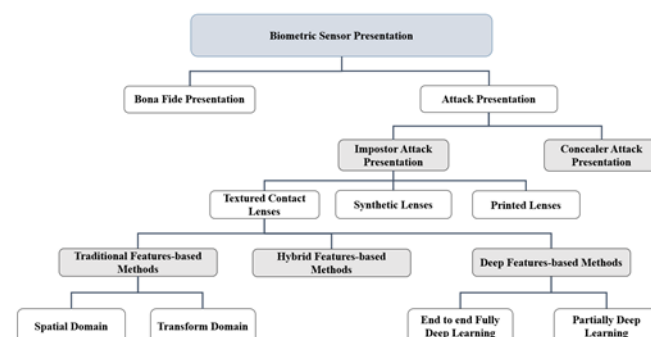 Biometric Sensor Presentation
Bona Fide Presentation
Attack Presentation
Impostor Attack
Presentation
Concealer Attack
Presentation
Textured Contact
Lenses
Synthetic Lenses
Printed Lenses
Traditional Features-based
Methods
Hybrid Features-based
Methods
Deep Features-based Methods
Spatial Domain
Transform Domain
End to end Fully
Deep Learning
Partially Deep
Learning